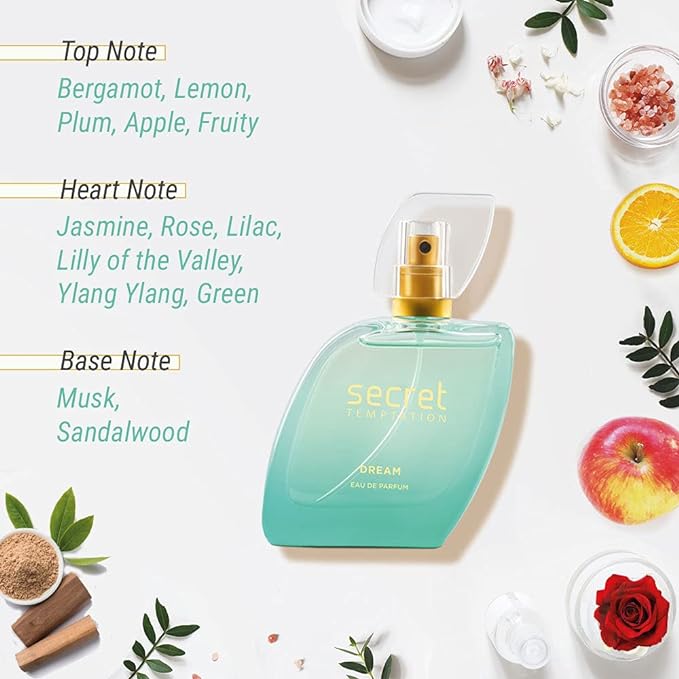 Top Note
Bergamot, Lemon,
Plum, Apple, Fruity
Heart Note
Jasmine, Rose, Lilac,
Lilly of the Valley,
Ylang Ylang, Green
Base Note
Musk,
Sandalwood
secret
TEMPTATION
DREAM
EAU DE PARFUM